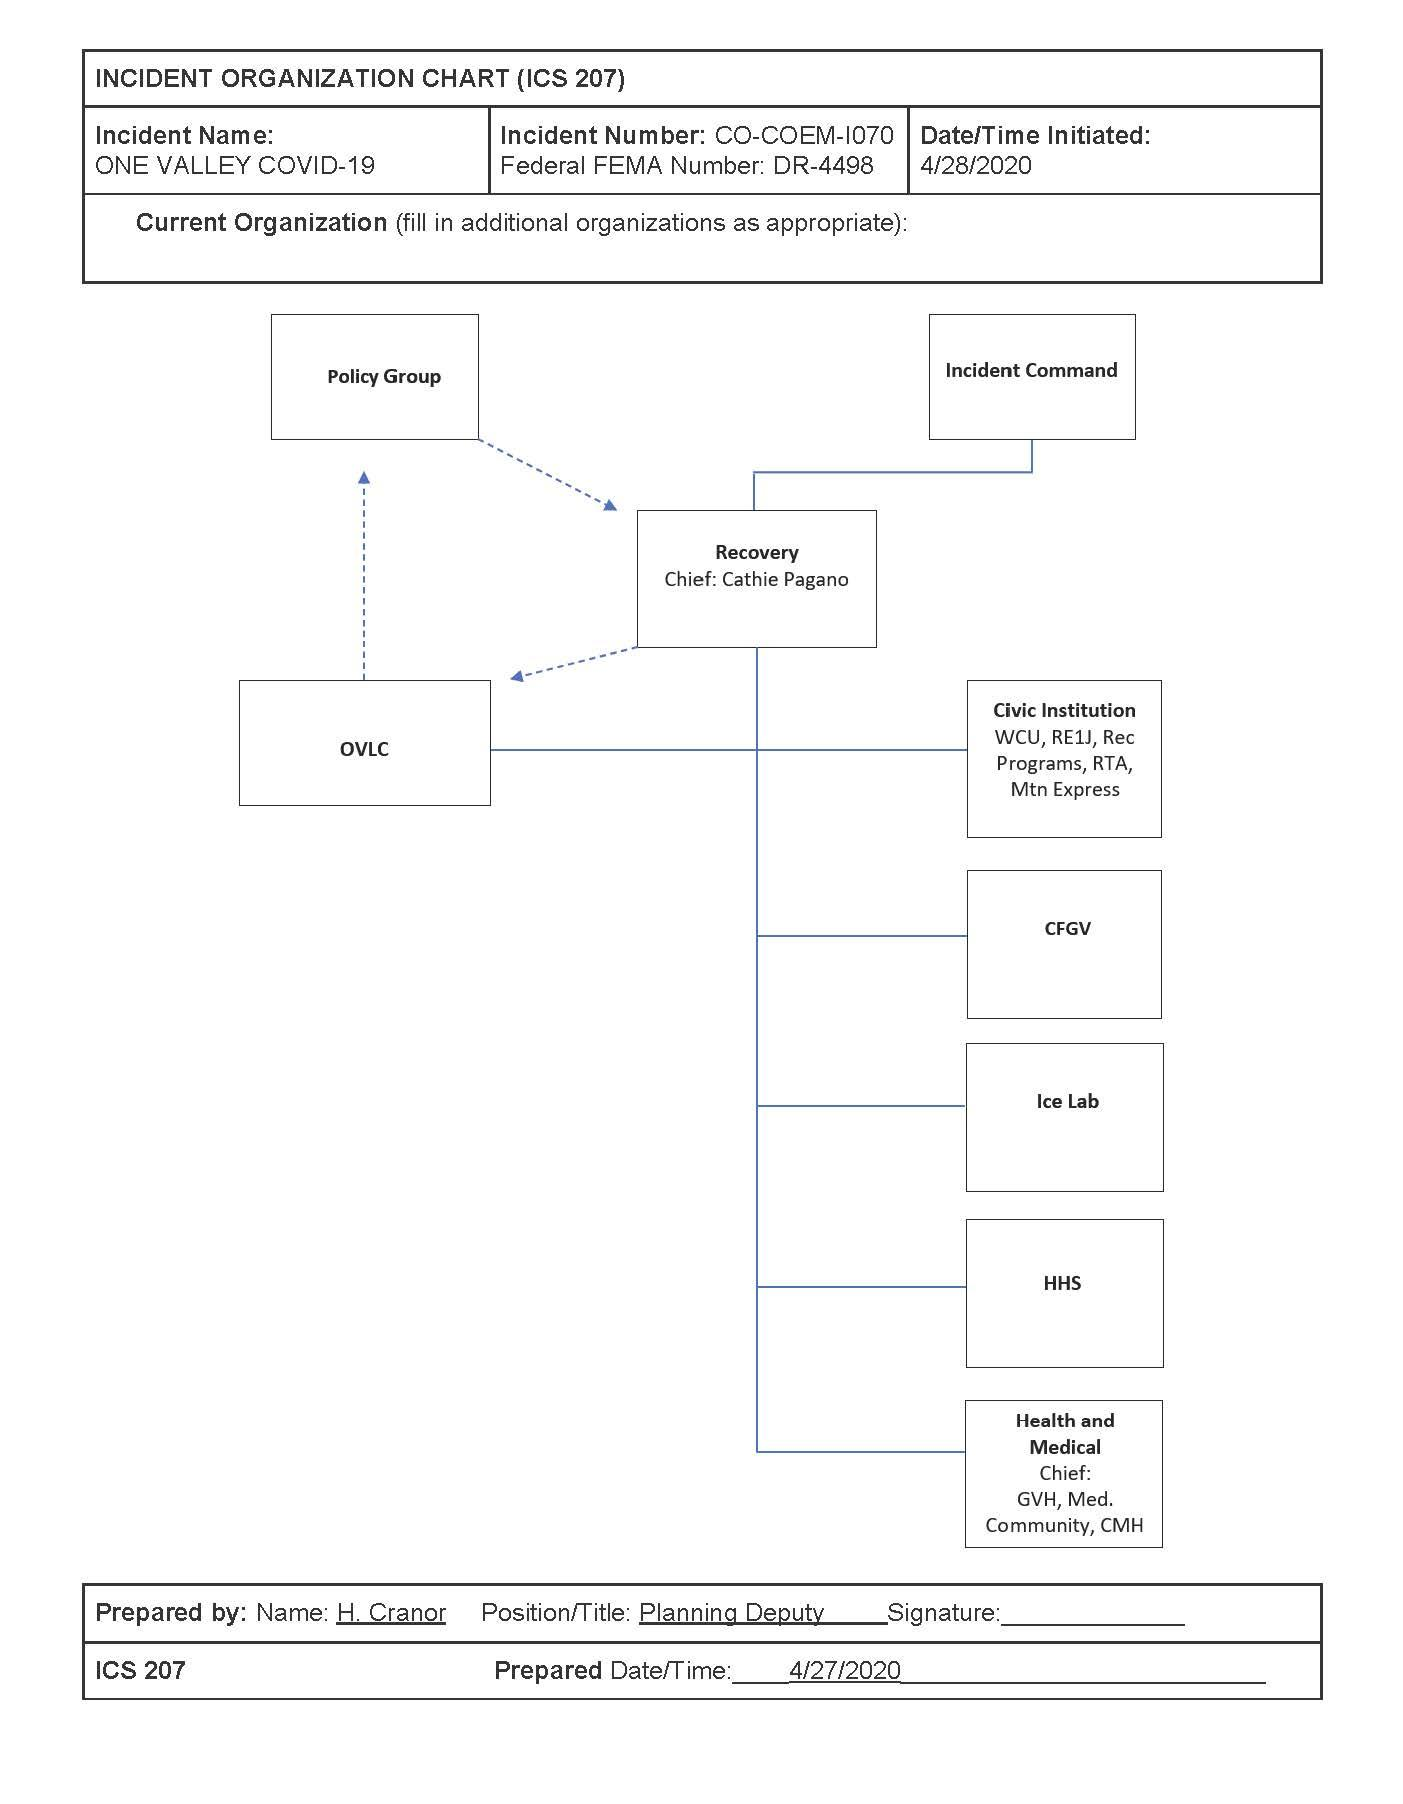 INCIDENT ORGANIZATION CHART (ICS 207)
Incident Name:
ONE VALLEY COVID-19
Incident Number: CO-COEM-I070
Federal FEMA Number: DR-4498
Date/Time Initiated:
4/28/2020
Current Organization (fill in additional organizations as appropriate):
Policy Group
Incident Command
Recovery
Chief: Cathie Pagano
OVLC
Civic Institution
WCU, RE1J, Rec
Programs, RTA,
Mtn Express
CFGV
Ice Lab
HHS
Health and
Medical
Chief:
GVH, Med.
Community, CMH
Prepared by: Name: H. Cranor Position/Title: Planning Deputy Signature:
ICS 207 Prepared Date/Time: 4/27/2020